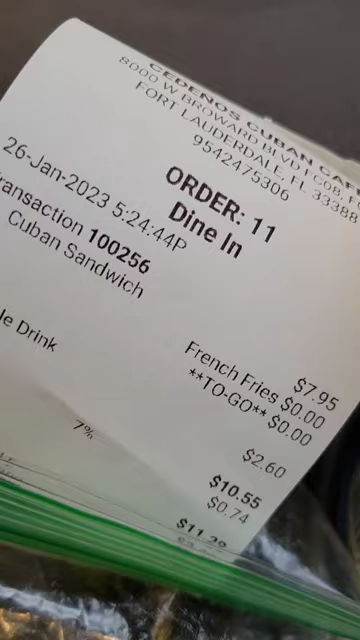 CEDENOS CUBAN CAF
8000 W BROWARD BLVD FC08, FC
FORT LAUDERDALE, FL 33388
9542475306
ORDER: 11
Dine In
26-Jan-2023 5:24:44P
ransaction 100256
Cuban Sandwich
$7.95
French Fries $0.00
**TO-GO** $0.00
le Drink
$2.60
$10.55
7%
$0.74
$11.29